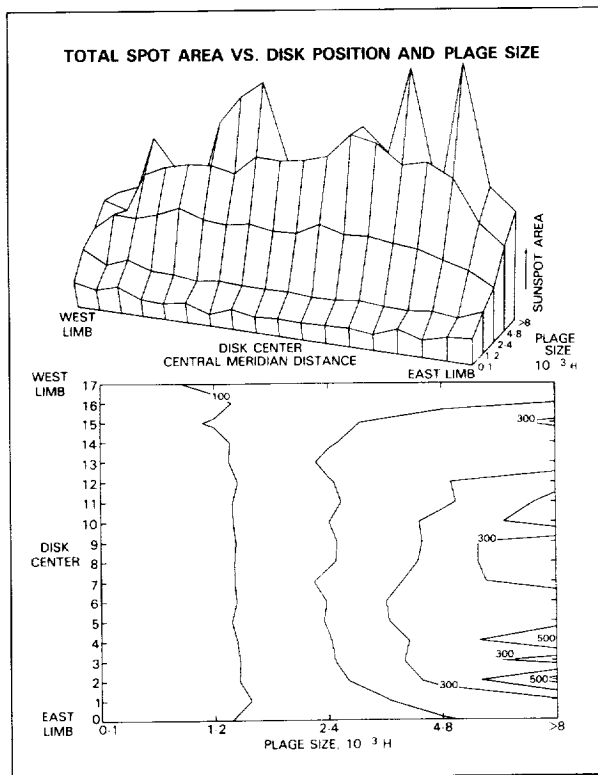 TOTAL SPOT AREA VS. DISK POSITION AND PLAGE SIZE
SUNSPOT AREA
>8
4·8
2·4
1·2
0·1
PLAGE
SIZE
10 ³ H
WEST
LIMB
DISK CENTER
CENTRAL MERIDIAN DISTANCE
EAST LIMB
WEST
LIMB
17
16
15
14
13
12
11
10
9
8
7
6
5
4
3
2
1
0
DISK
CENTER
EAST
LIMB
100
300
300
500
300
500
300
0·1
1·2
2·4
4·8
>8
PLAGE SIZE, 10 ³ H